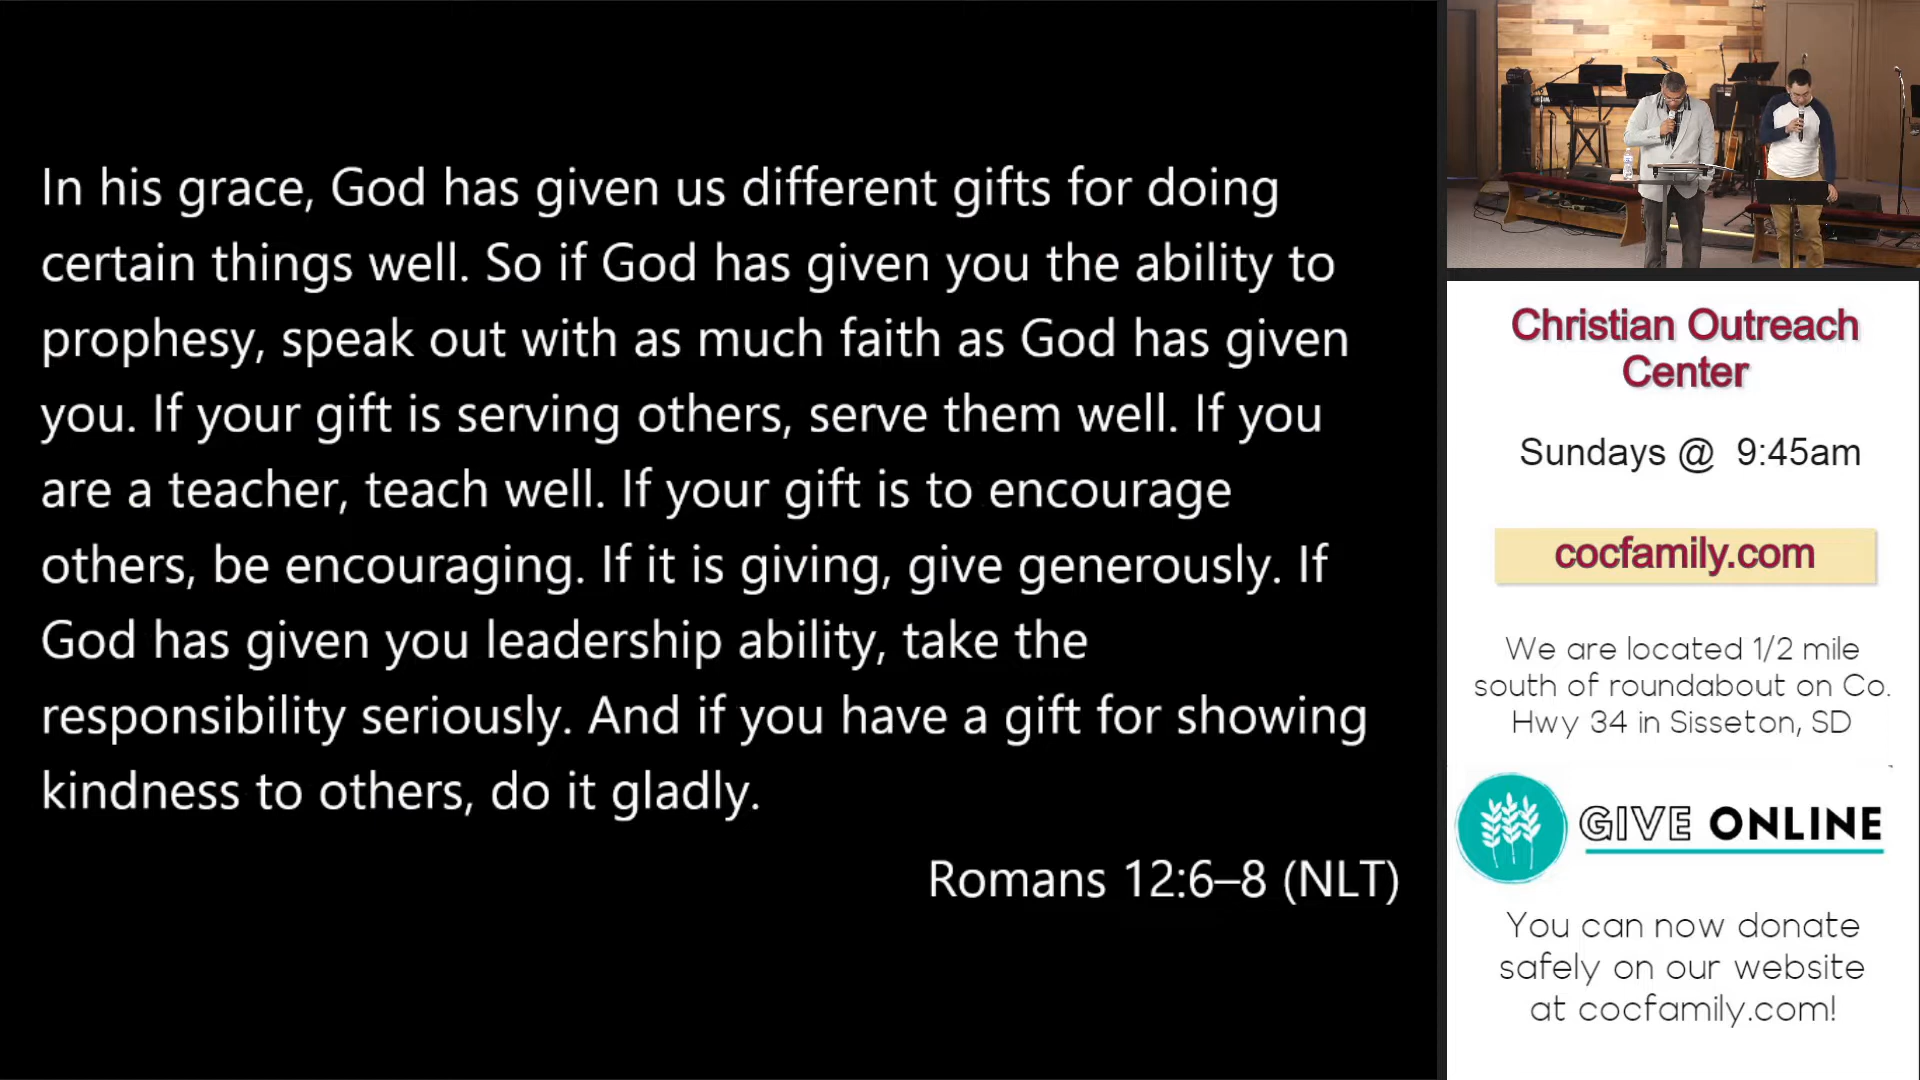 In his grace, God has given us different gifts for doing
certain things well. So if God has given you the ability to
prophesy, speak out with as much faith as God has given
you. If your gift is serving others, serve them well. If you
are a teacher, teach well. If your gift is to encourage
others, be encouraging. If it is giving, give generously. If
God has given you leadership ability, take the
responsibility seriously. And if you have a gift for showing
kindness to others, do it gladly.
Romans 12:6–8 (NLT)
Christian Outreach
Center
Sundays @ 9:45am
cocfamily.com
We are located 1/2 mile
south of roundabout on Co.
Hwy 34 in Sisseton, SD
GIVE ONLINE
You can now donate
safely on our website
at cocfamily.com!